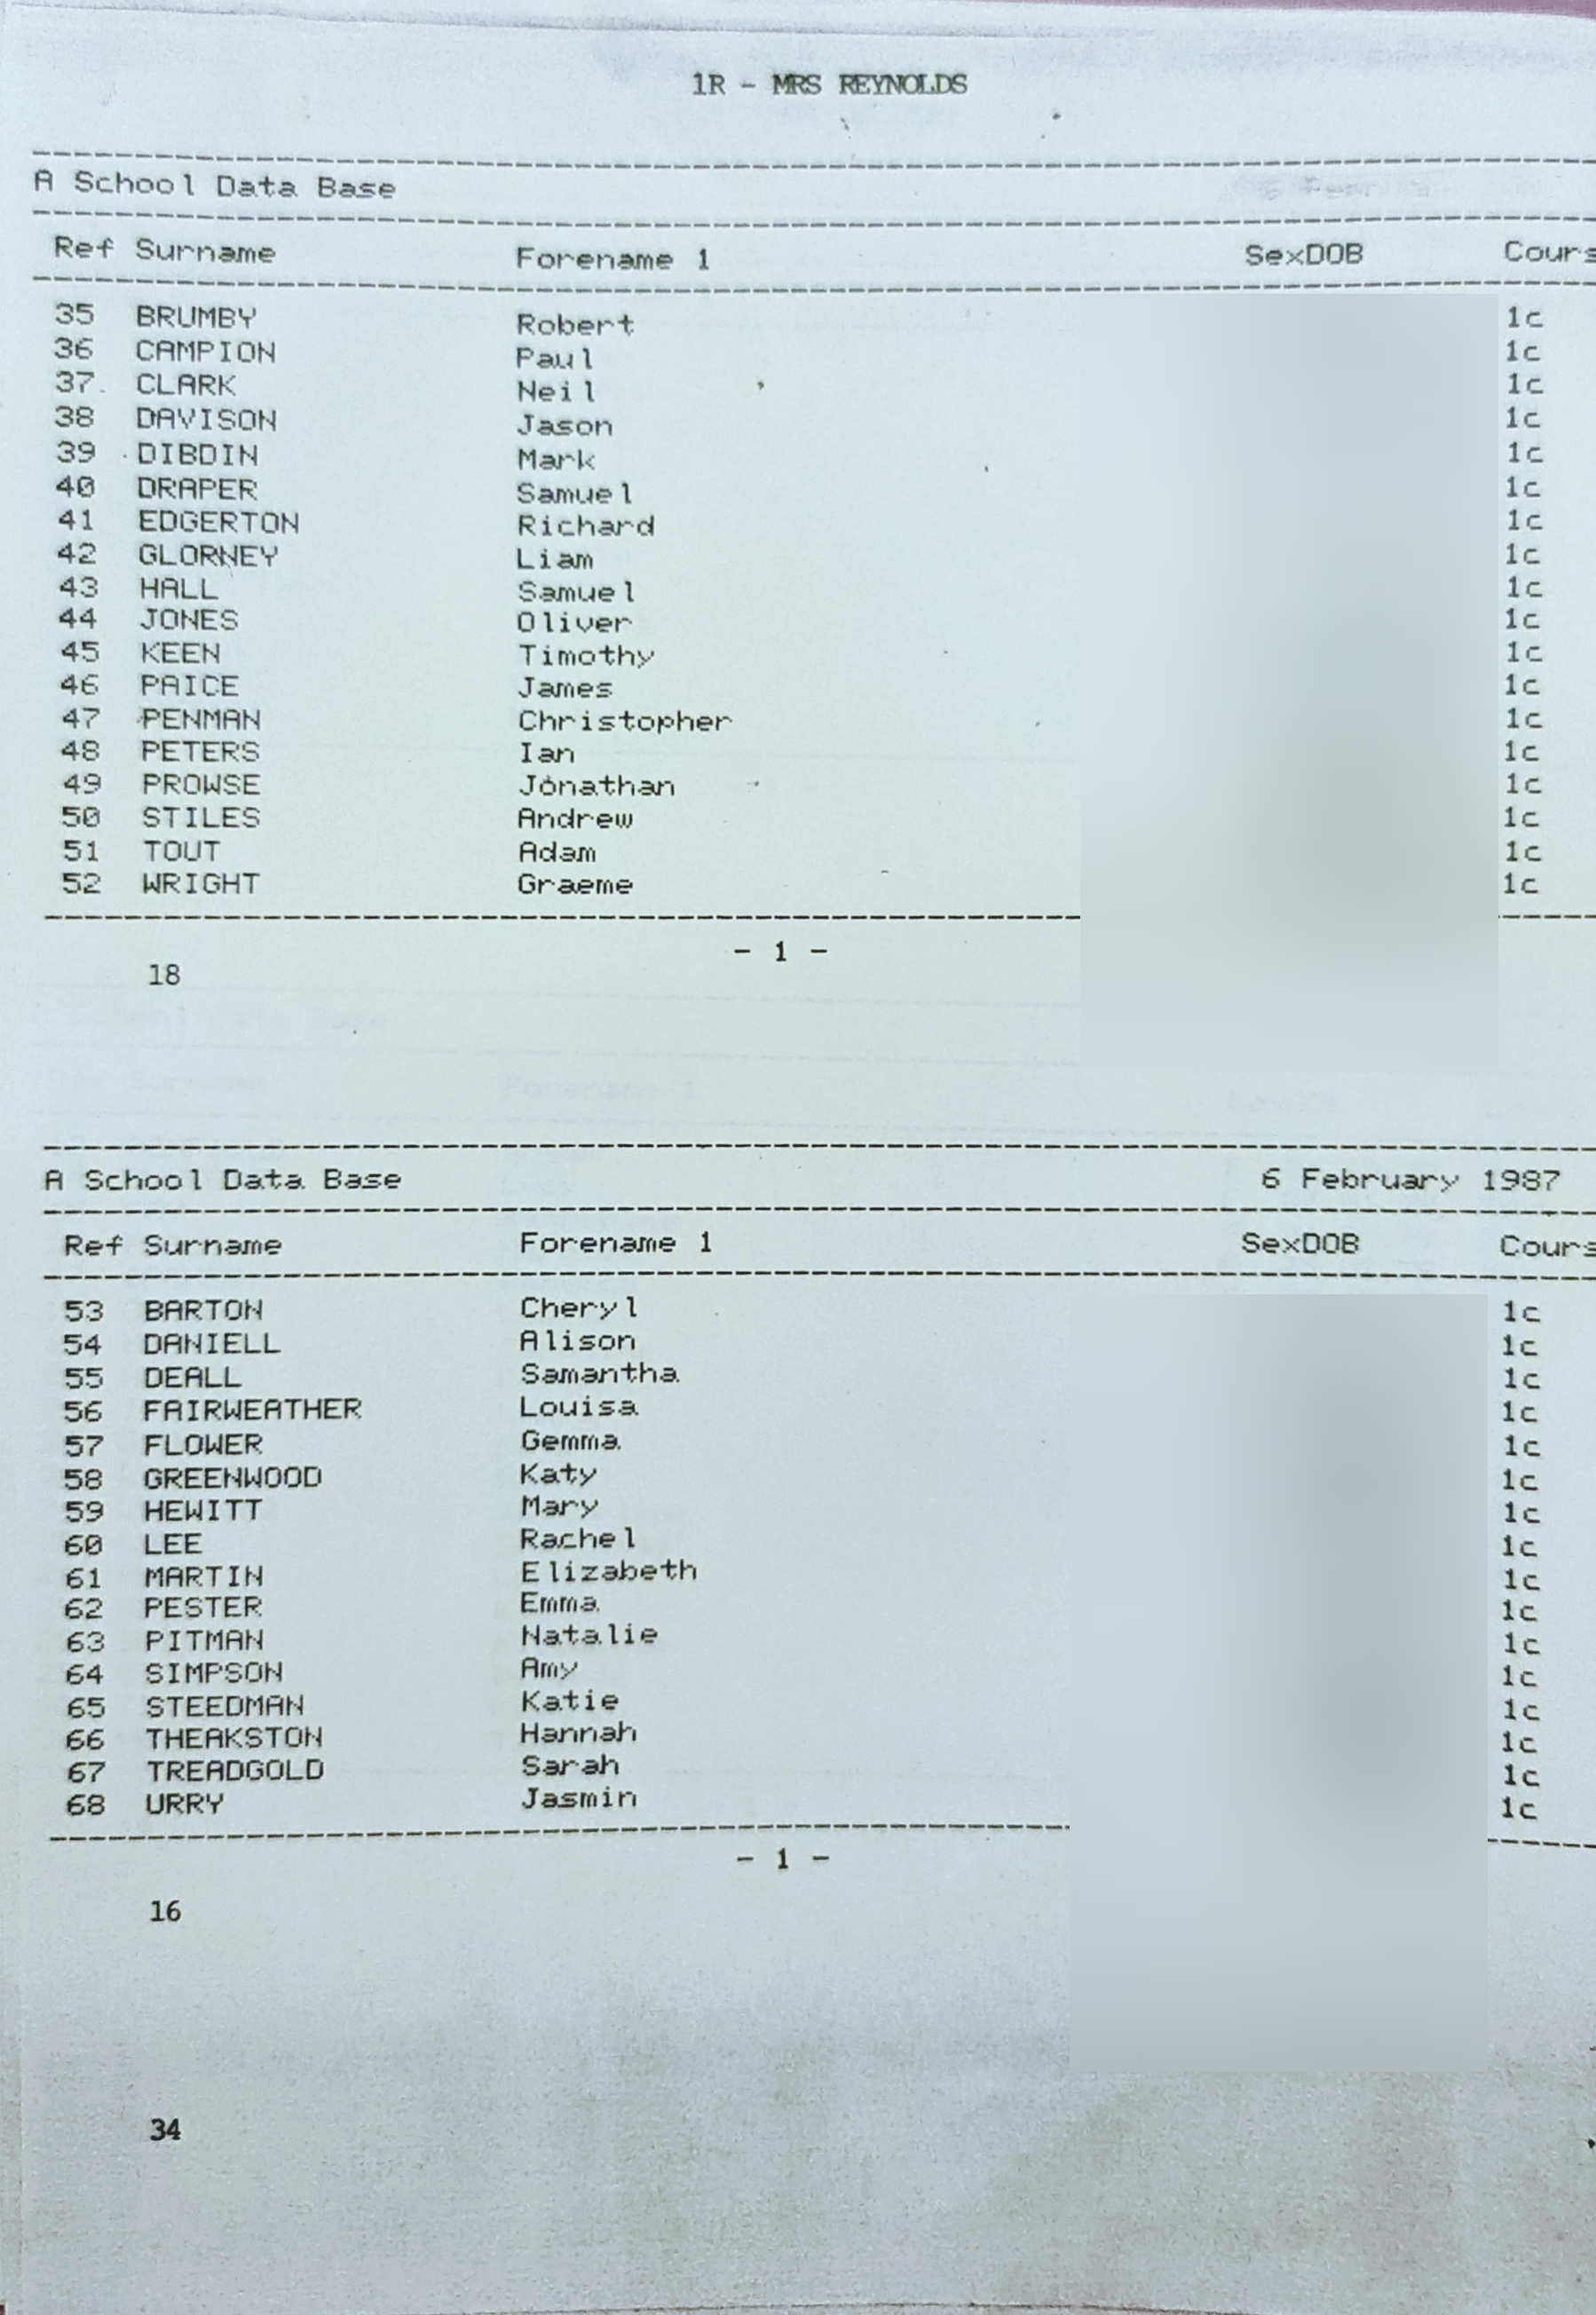 1R - MRS REYNOLDS
A School Data Base
Ref Surname Forename 1 SexDOB Cours
35 BRUMBY Robert 1c
36 CAMPION Paul 1c
37 CLARK Neil 1c
38 DAVISON Jason 1c
39 DIBDIN Mark 1c
40 DRAPER Samuel 1c
41 EDGERTON Richard 1c
42 GLORNEY Liam 1c
43 HALL Samuel 1c
44 JONES Oliver 1c
45 KEEN Timothy 1c
46 PAICE James 1c
47 PENMAN Christopher 1c
48 PETERS Ian 1c
49 PROWSE Jonathan 1c
50 STILES Andrew 1c
51 TOUT Adam 1c
52 WRIGHT Graeme 1c
- 1 -
18
A School Data Base 6 February 1987
Ref Surname Forename 1 SexDOB Cours
53 BARTON Cheryl 1c
54 DANIELL Alison 1c
55 DEALL Samantha 1c
56 FAIRWEATHER Louisa 1c
57 FLOWER Gemma 1c
58 GREENWOOD Katy 1c
59 HEWITT Mary 1c
60 LEE Rachel 1c
61 MARTIN Elizabeth 1c
62 PESTER Emma 1c
63 PITMAN Natalie 1c
64 SIMPSON Amy 1c
65 STEEDMAN Katie 1c
66 THEAKSTON Hannah 1c
67 TREADGOLD Sarah 1c
68 URRY Jasmin 1c
- 1 -
16
34